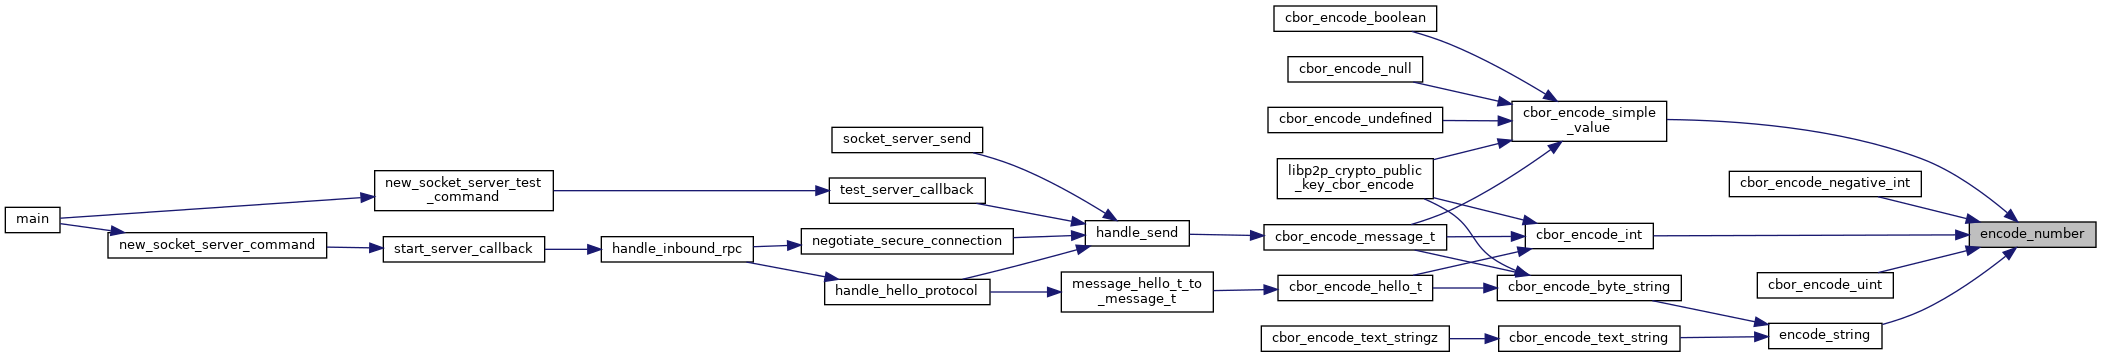 cbor_encode_boolean
cbor_encode_null
cbor_encode_simple
_value
cbor_encode_undefined
socket_server_send
libp2p_crypto_public
_key_cbor_encode
new_socket_server_test
_command
test_server_callback
cbor_encode_negative_int
main
new_socket_server_command
start_server_callback
handle_inbound_rpc
negotiate_secure_connection
handle_send
cbor_encode_message_t
cbor_encode_int
encode_number
handle_hello_protocol
message_hello_t_to
_message_t
cbor_encode_hello_t
cbor_encode_byte_string
cbor_encode_uint
cbor_encode_text_stringz
cbor_encode_text_string
encode_string